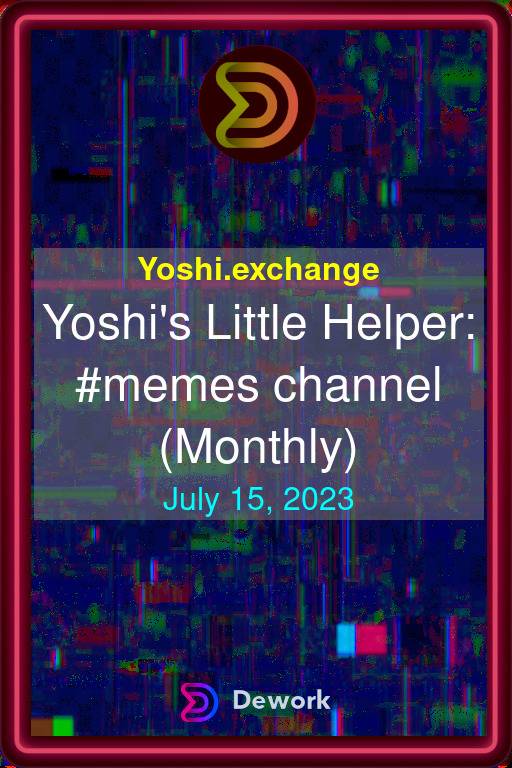 Yoshi.exchange
Yoshi's Little Helper:
#memes channel
(Monthly)
July 15, 2023
Dework